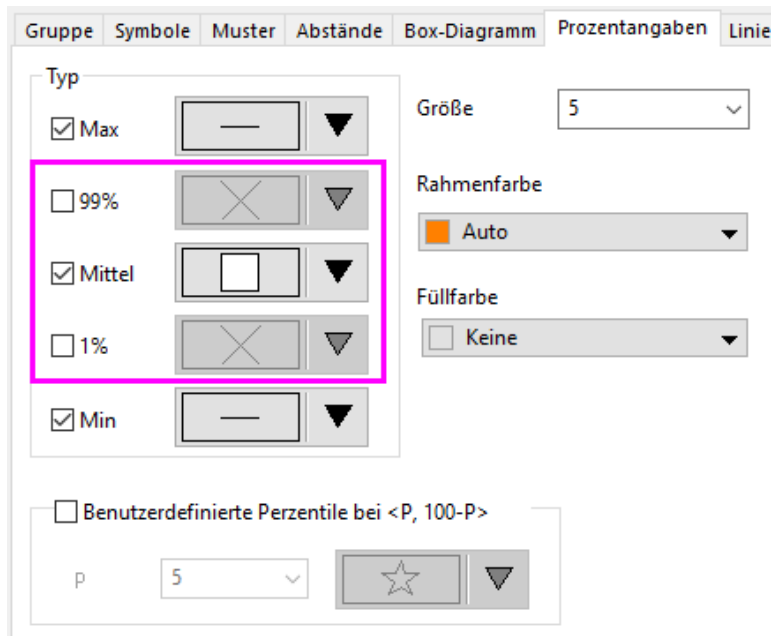 Gruppe Symbole Muster Abstände Box-Diagramm Prozentangaben Linie
Typ
Max
99%
Mittel
1%
Min
Größe 5
Rahmenfarbe
Auto
Füllfarbe
Keine
Benutzerdefinierte Perzentile bei <P, 100-P>
P 5